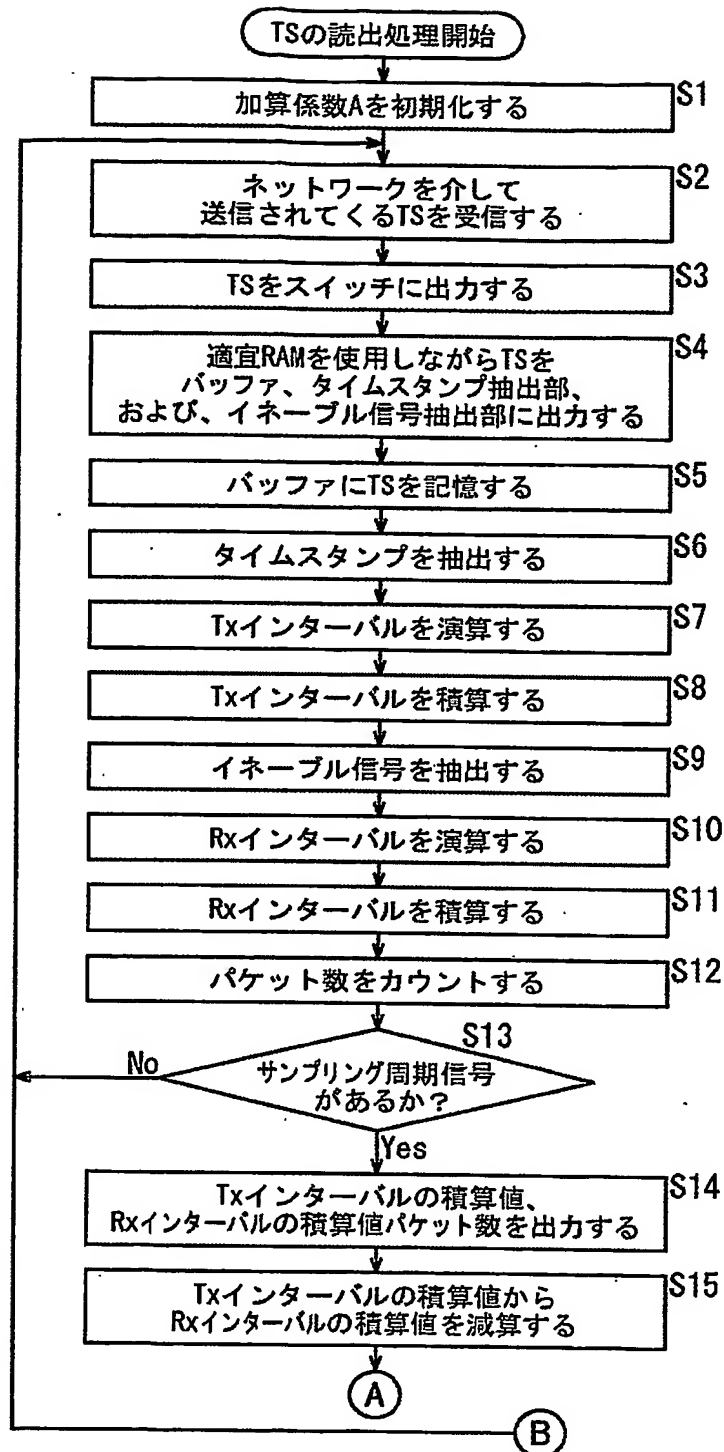 TSの読出処理開始
S1
加算係数Aを初期化する
S2
ネットワークを介して
送信されてくるTSを受信する
S3
TSをスイッチに出力する
S4
適宜RAMを使用しながらTSを
バッファ、タイムスタンプ抽出部、
および、イネーブル信号抽出部に出力する
S5
バッファにTSを記憶する
S6
タイムスタンプを抽出する
S7
Txインターバルを演算する
S8
Txインターバルを積算する
S9
イネーブル信号を抽出する
S10
Rxインターバルを演算する
S11
Rxインターバルを積算する
S12
パケット数をカウントする
S13
サンプリング周期信号
があるか?
No
Yes
S14
Txインターバルの積算値、
Rxインターバルの積算値パケット数を出力する
S15
Txインターバルの積算値から
Rxインターバルの積算値を減算する
A
B